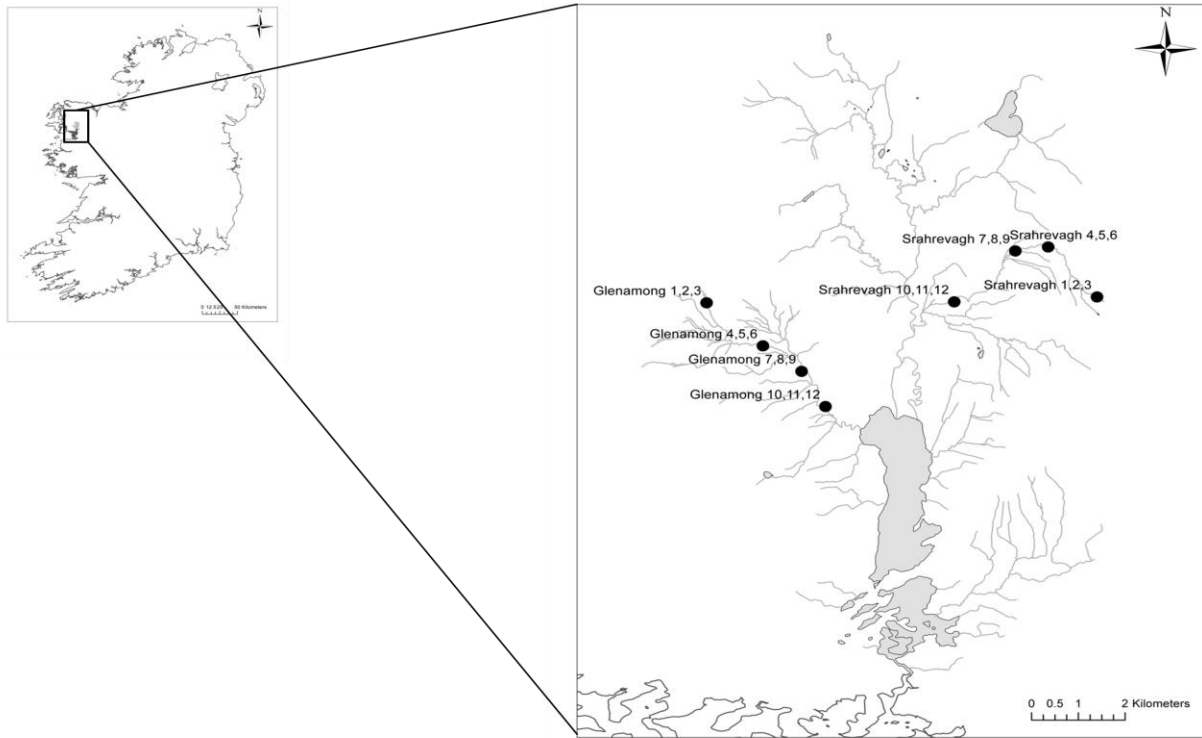 N
N
Srahrevagh 7,8,9
Srahrevagh 4,5,6
Glenamong 1,2,3
Srahrevagh 10,11,12
Srahrevagh 1,2,3
Glenamong 4,5,6
Glenamong 7,8,9
Glenamong 10,11,12
50 Kilometers
0 0.5 1 2 Kilometers